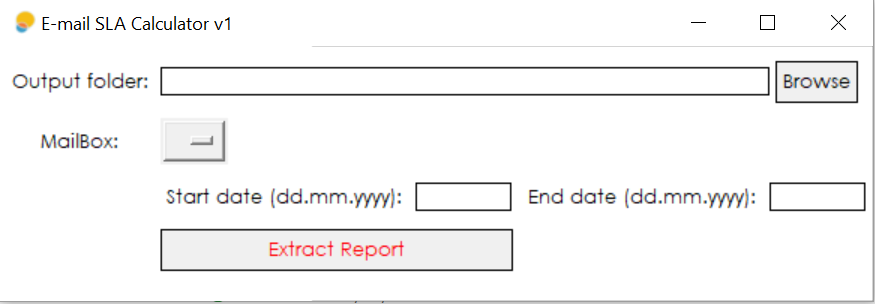 E-mail SLA Calculator v1
Output folder: Browse
MailBox:
Start date (dd.mm.yyyy): End date (dd.mm.yyyy):
Extract Report